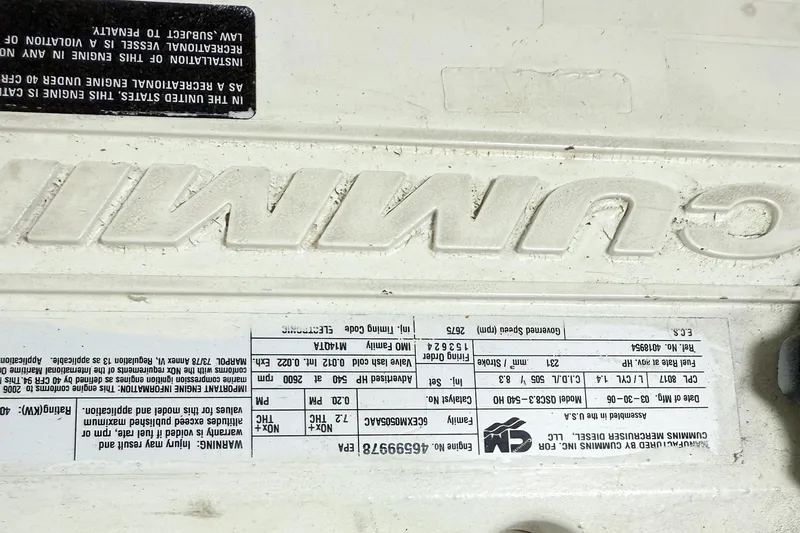 MANUFACTURED BY CUMMINS INC. FOR
CUMMINS MERCRUISER DIESEL, LLC
Assembled in the U.S.A.
CM
Date of Mfg. 03-30-06 Model QSC8.3-540 HO
CPL 8017 L/CYL 1.4 C.I.D./L 505 / 8.3
Fuel rate at Adv. HP 231 mm³/Stroke
Ref. No. 4018954
E.C.S. Governed Speed (rpm) 2675
Engine No. 46599978 EPA
Family 6CEXM0505AAC 7.2 THC NOx+ THC NOx+
Catalyst No. 0.20 PM PM
Inj. Set. Advertised HP 540 at 2600 rpm
Firing Order 153624 Valve lash cold 0.012 Int. 0.022 Exh.
IMO Family M140TA
Inj. Timing Code ELECTRONIC
WARNING: Injury may result and
warranty is voided if fuel rate, rpm or
altitudes exceed published maximum
values for this model and application.
Rating(KW): 40
IMPORTANT ENGINE INFORMATION: This engine conforms to 2006
marine compression ignition engines as defined by 40 CFR Part 94. This
conforms with the NOx requirements of the International Maritime
MARPOL 73/78 Annex VI, Regulation 13 as applicable. Application
CUMMI
IN THE UNITED STATES, THIS ENGINE IS CAT
AS A RECREATIONAL ENGINE UNDER 40 CFR
INSTALLATION OF THIS ENGINE IN ANY NO
RECREATIONAL VESSEL IS A VIOLATION OF
LAW, SUBJECT TO PENALTY.